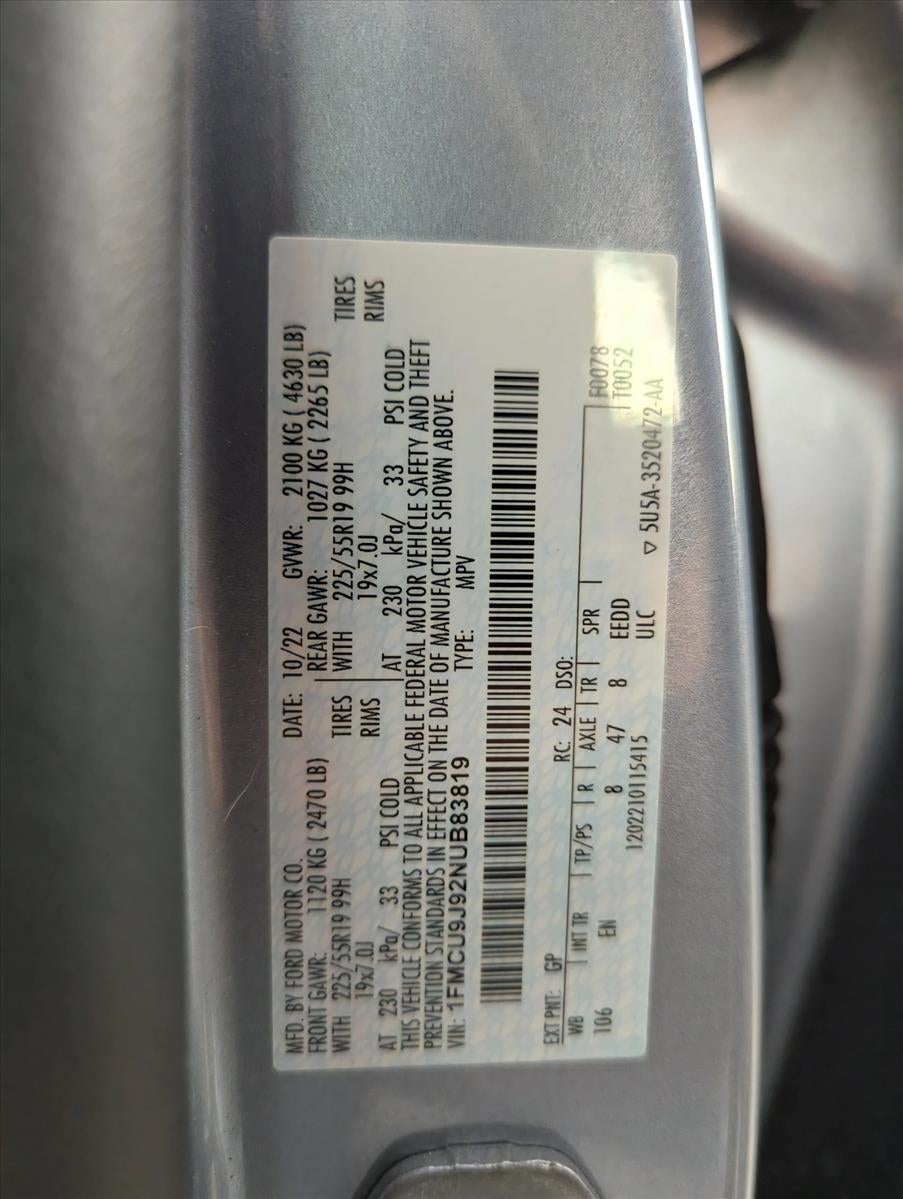 MFD. BY FORD MOTOR CO. DATE: 10/22 GVWR: 2100 KG ( 4630 LB)
FRONT GAWR: 1120 KG ( 2470 LB) REAR GAWR: 1027 KG ( 2265 LB)
WITH 225/55R19 99H TIRES WITH 225/55R19 99H TIRES
19x7.0J RIMS 19x7.0J RIMS
AT 230 kPa/ 33 PSI COLD AT 230 kPa/ 33 PSI COLD
THIS VEHICLE CONFORMS TO ALL APPLICABLE FEDERAL MOTOR VEHICLE SAFETY AND THEFT
PREVENTION STANDARDS IN EFFECT ON THE DATE OF MANUFACTURE SHOWN ABOVE.
VIN: 1FMCU9J92NUB83819 TYPE: MPV
EXT PNT: GP RC: 24 DSO: F0078
WB INT TR TP/PS R AXLE TR SPR T0052
106 EN 8 47 8 EEDD
120221011​5415 ULC ▽ 5U5A-3520472-AA